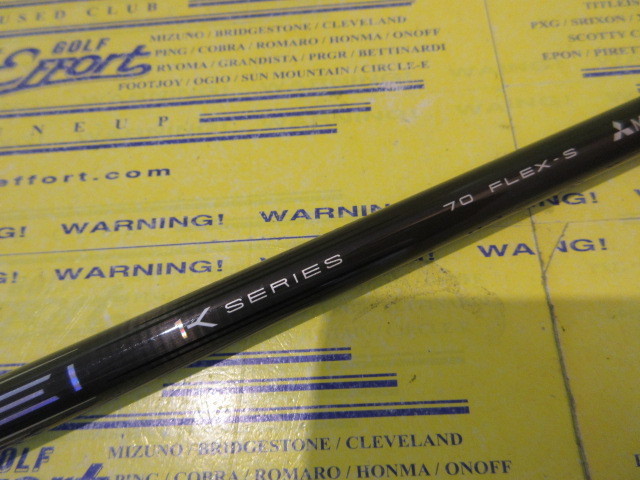 USED CLUB
MIZUNO / BRIDGESTONE / CLEVELAND
GOLF
PING / COBRA / ROMARO / HONMA / ONOFF
Effort
RYOMA / GRANDISTA / PRGR / BETTINARDI
FOOTJOY / OGIO / SUN MOUNTAIN / CIRCLE-E
TITLEIS
PXG / SRIXON /
SCOTTY C
EPON / PIRET
NEUP
effort.com
WARNING!
WARNING!
WARNING!
WARNING!
WARNING!
WARNING!
WARNING!
M
70 FLEX-S
K SERIES
MIZUNO / BRIDGESTONE / CLEVELAND
GOLF
PING / COBRA / ROMARO / HONMA / ONOFF